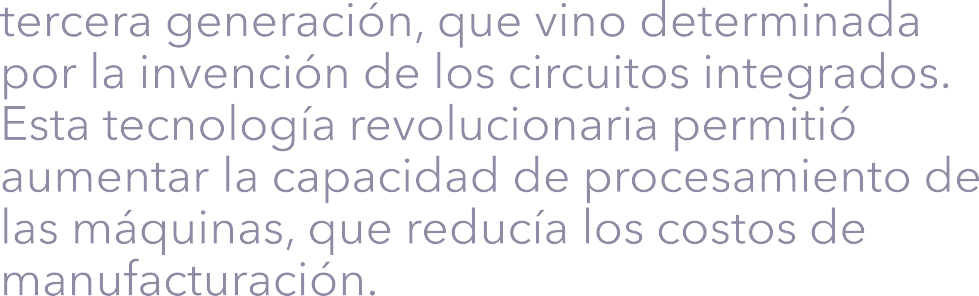 tercera generación, que vino determinada
por la invención de los circuitos integrados.
Esta tecnología revolucionaria permitió
aumentar la capacidad de procesamiento de
las máquinas, que reducía los costos de
manufacturación.